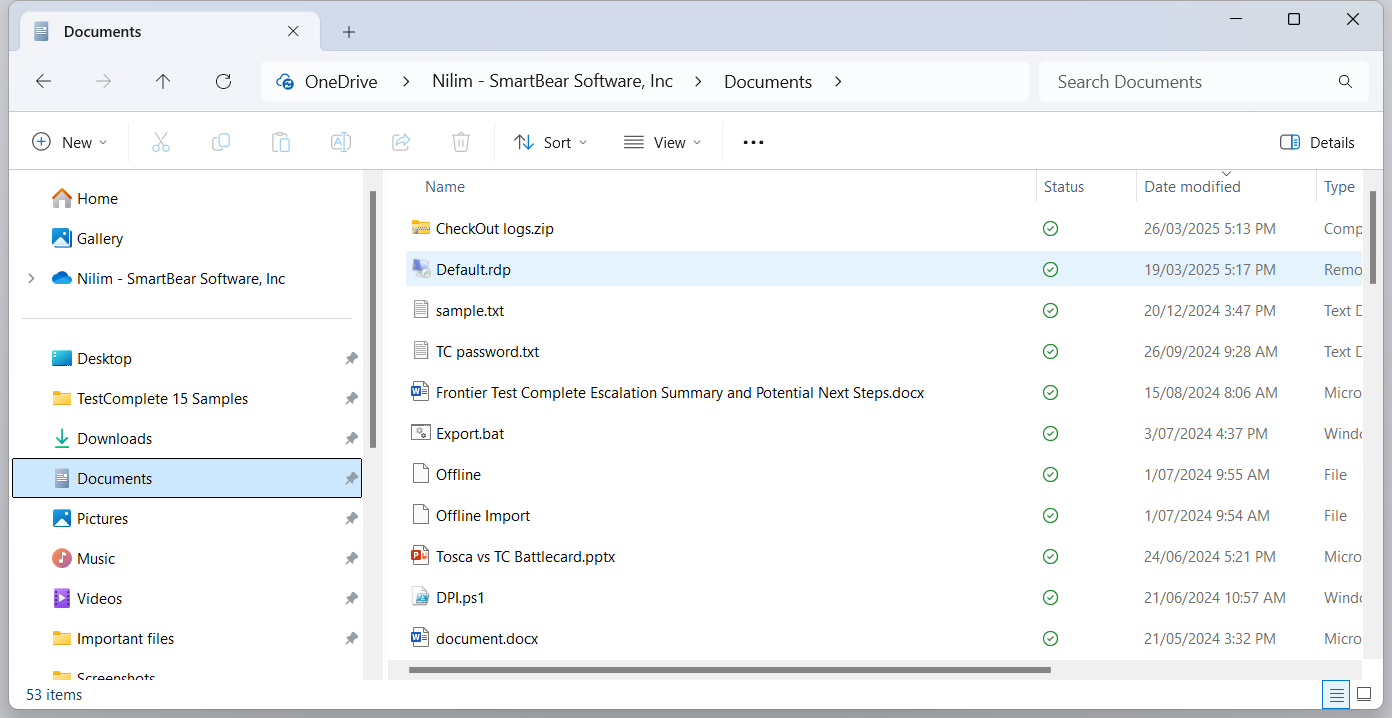 Documents
OneDrive > Nilim - SmartBear Software, Inc > Documents >
Search Documents
New
Sort
View
Details
Home
Gallery
Nilim - SmartBear Software, Inc
Desktop
TestComplete 15 Samples
Downloads
Documents
Pictures
Music
Videos
Important files
Screenshots
Name Status Date modified Type
CheckOut logs.zip 26/03/2025 5:13 PM Comp
Default.rdp 19/03/2025 5:17 PM Remo
sample.txt 20/12/2024 3:47 PM Text D
TC password.txt 26/09/2024 9:28 AM Text D
Frontier Test Complete Escalation Summary and Potential Next Steps.docx 15/08/2024 8:06 AM Micro
Export.bat 3/07/2024 4:37 PM Windo
Offline 1/07/2024 9:55 AM File
Offline Import 1/07/2024 9:54 AM File
Tosca vs TC Battlecard.pptx 24/06/2024 5:21 PM Micro
DPI.ps1 21/06/2024 10:57 AM Windo
document.docx 21/05/2024 3:32 PM Micro
53 items